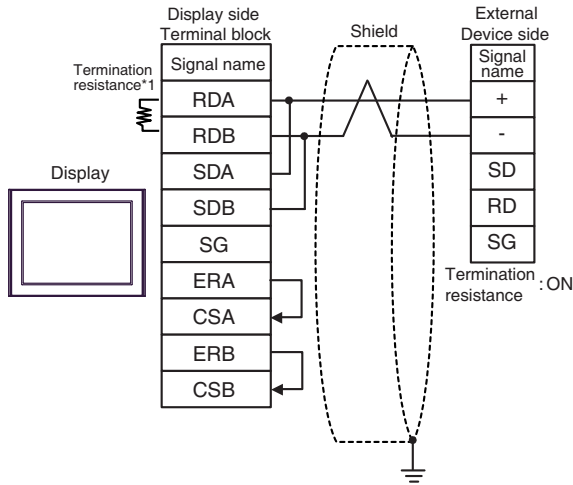 Display side
Terminal block
Shield
External
Device side
Termination
resistance*1
Signal name
RDA
RDB
SDA
SDB
SG
ERA
CSA
ERB
CSB
Display
Signal
name
+
-
SD
RD
SG
Termination
resistance
: ON